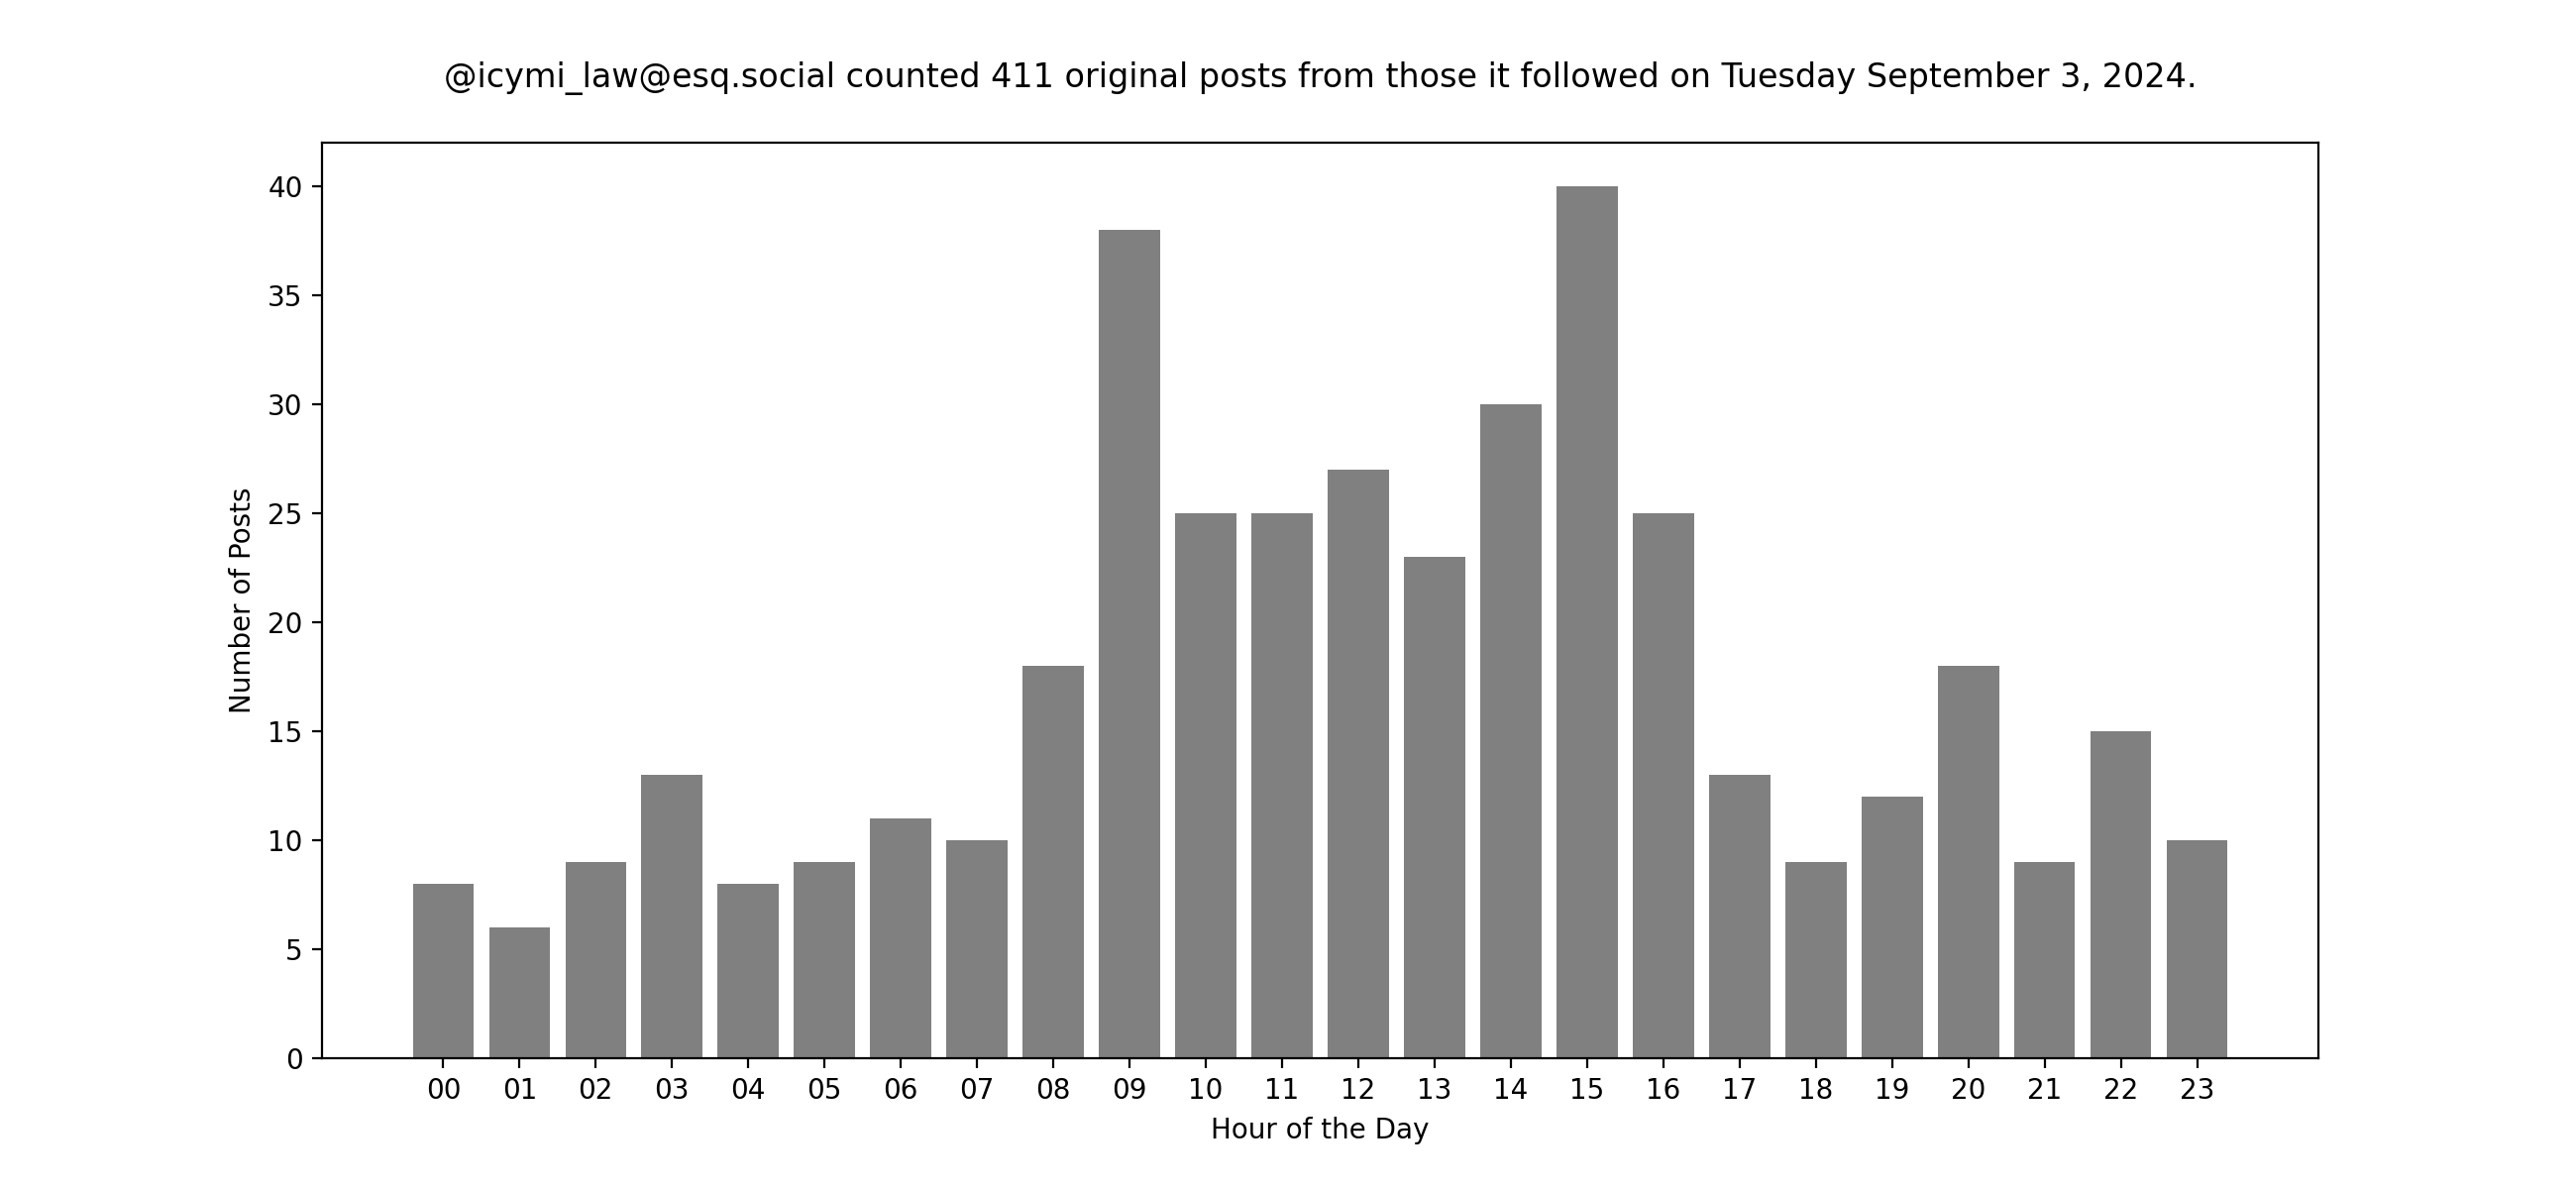 @icymi_law@esq.social counted 411 original posts from those it followed on Tuesday September 3, 2024.
40
35
30
25
20
15
10
5
0
Number of Posts
00 01 02 03 04 05 06 07 08 09 10 11 12 13 14 15 16 17 18 19 20 21 22 23
Hour of the Day